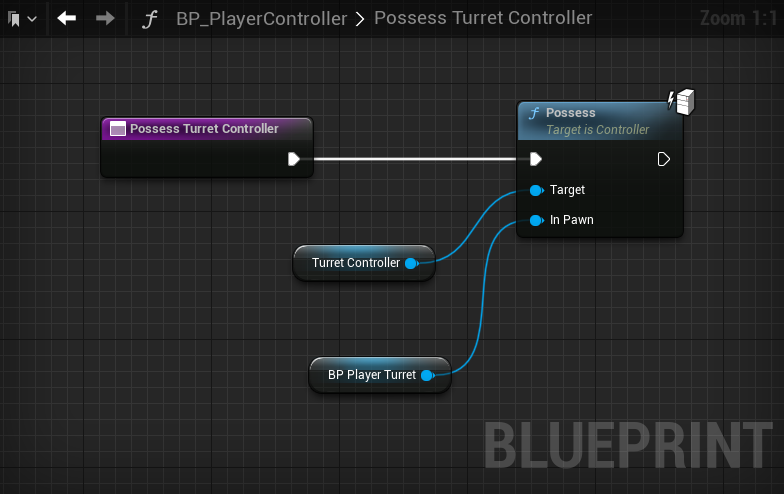 BP_PlayerController > Possess Turret Controller
Zoom 1:1
Possess Turret Controller
f Possess
Target is Controller
Target
In Pawn
Turret Controller
BP Player Turret
BLUEPRINT